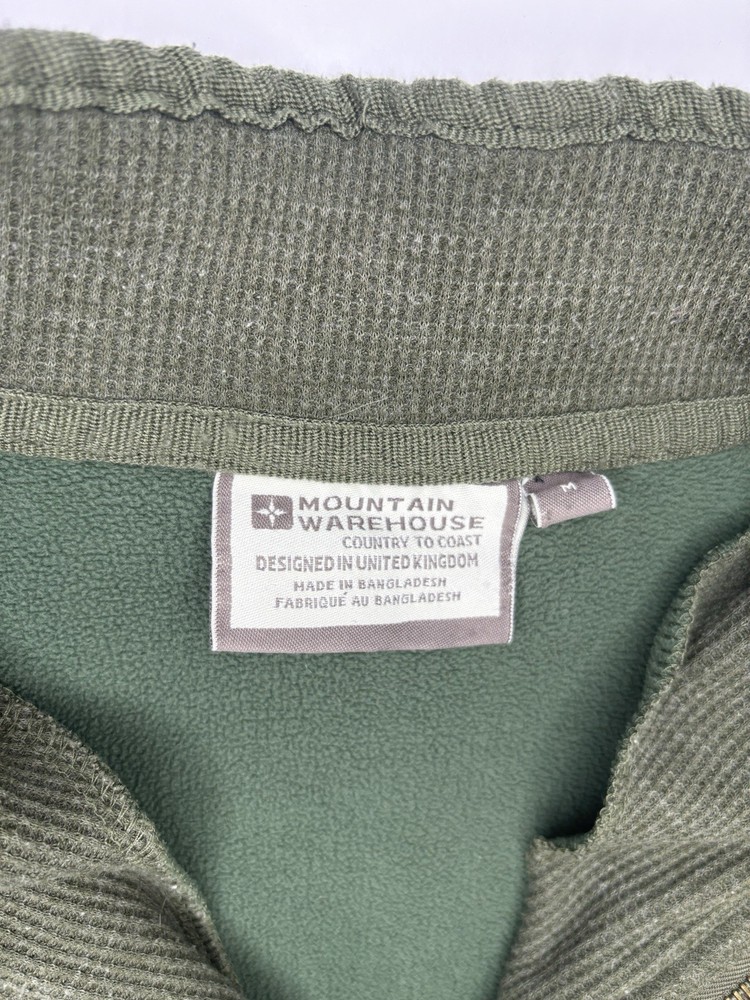 MOUNTAIN
WAREHOUSE
COUNTRY TO COAST
DESIGNED IN UNITED KINGDOM
MADE IN BANGLADESH
FABRIQUÉ AU BANGLADESH
M